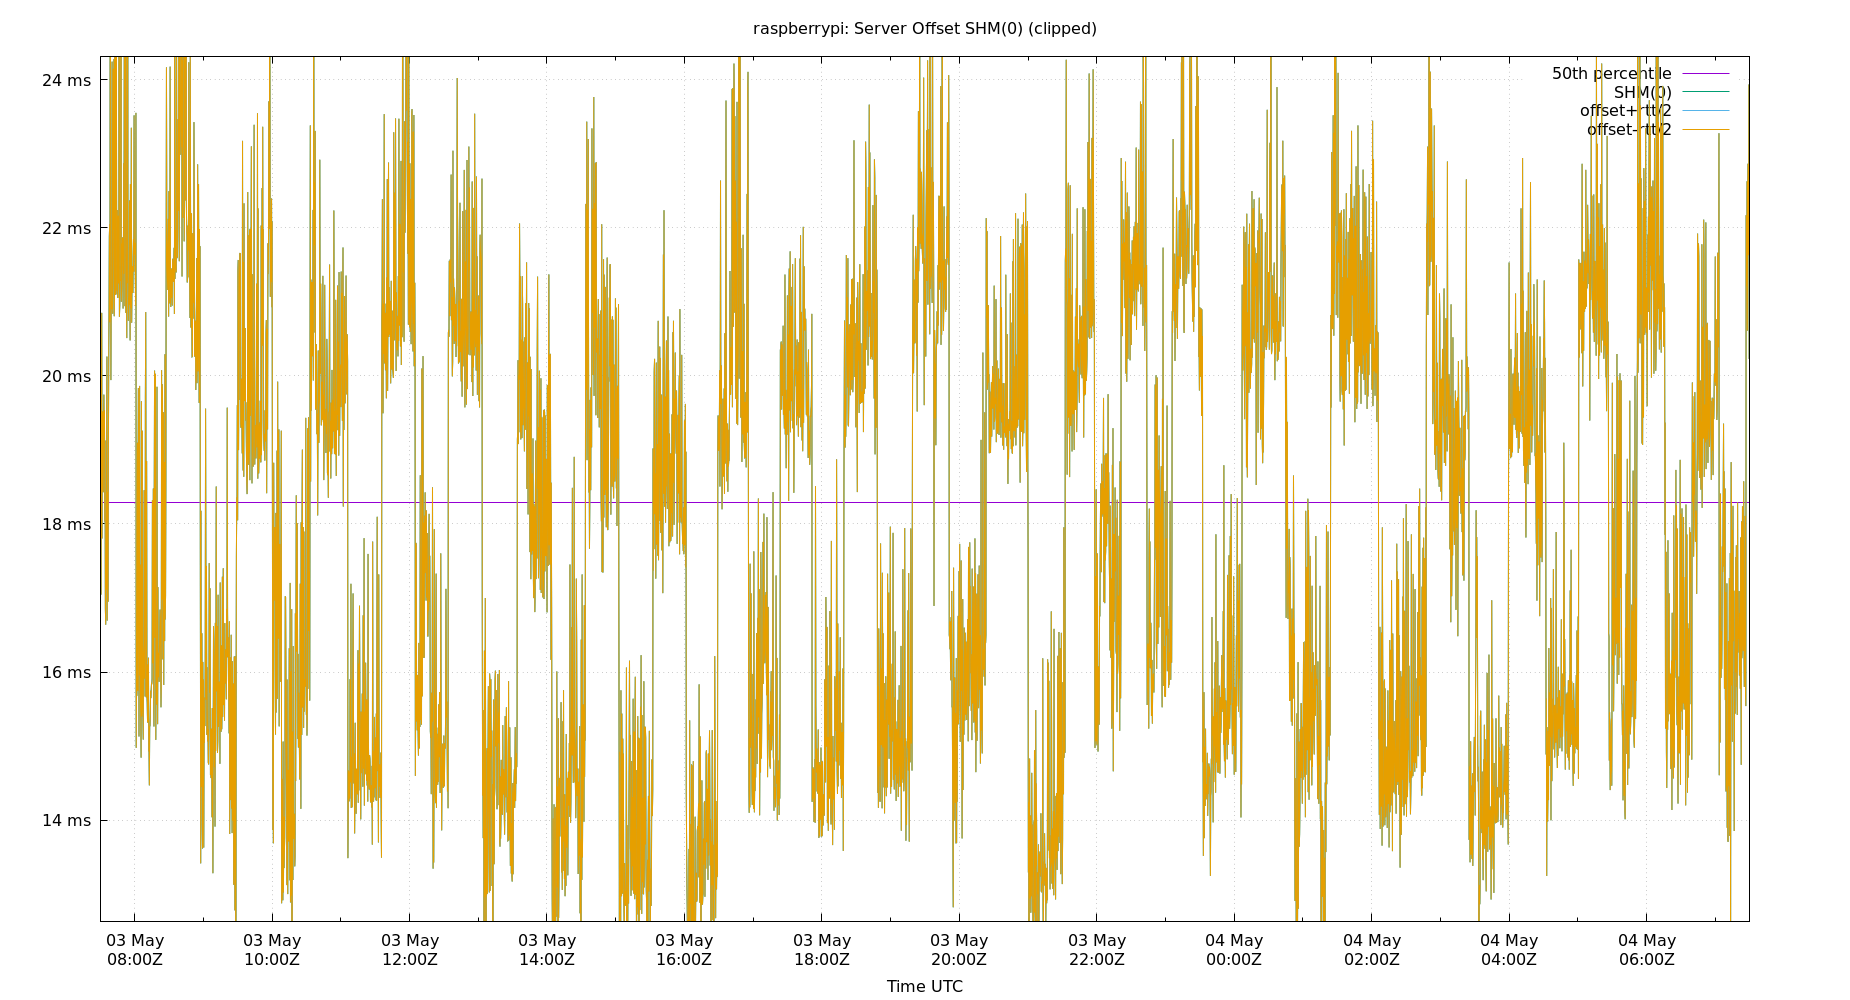 raspberrypi: Server Offset SHM(0) (clipped)
50th percentile
SHM(0)
offset+rtt/2
offset-rtt/2
24 ms
22 ms
20 ms
18 ms
16 ms
14 ms
03 May 03 May 03 May 03 May 03 May 03 May 03 May 03 May 04 May 04 May 04 May 04 May
08:00Z 10:00Z 12:00Z 14:00Z 16:00Z 18:00Z 20:00Z 22:00Z 00:00Z 02:00Z 04:00Z 06:00Z
Time UTC